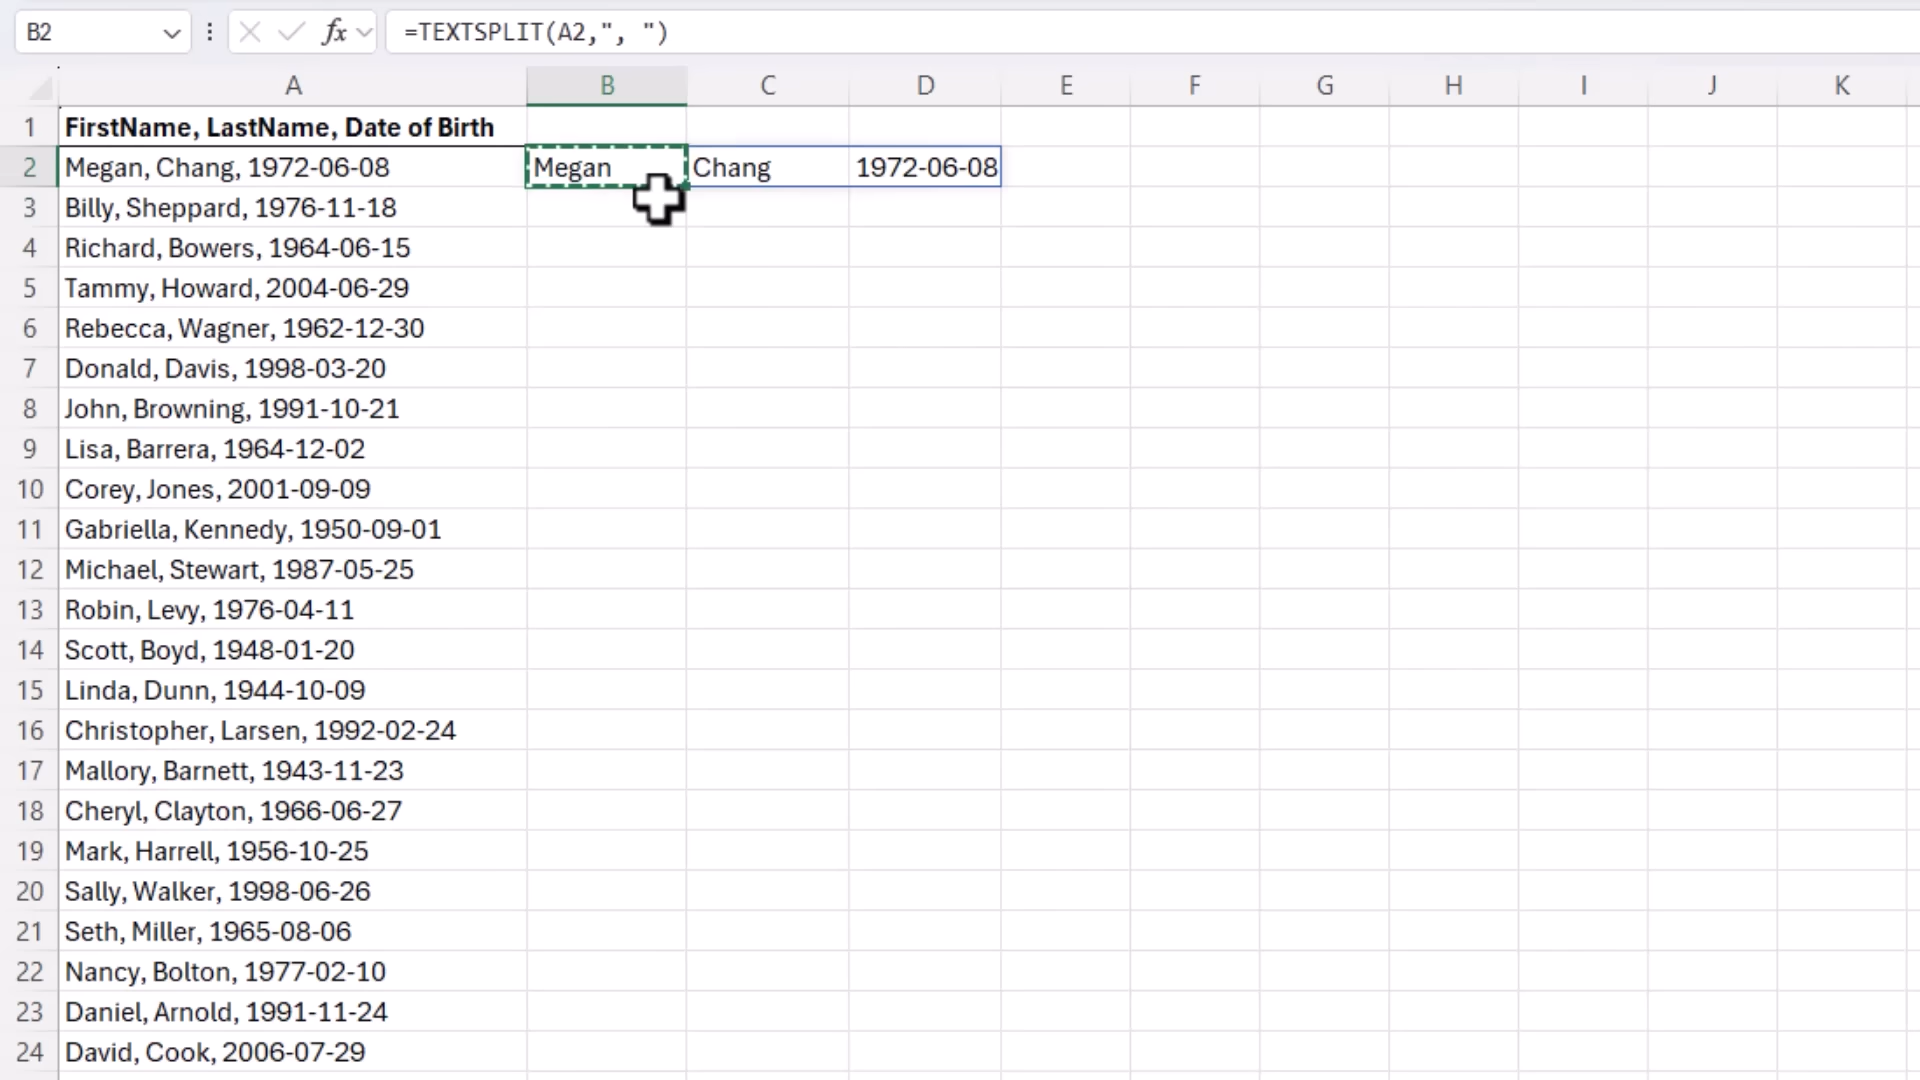 B2 fx =TEXTSPLIT(A2,", ")
A B C D E F G H I J K
1 FirstName, LastName, Date of Birth
2 Megan, Chang, 1972-06-08 Megan Chang 1972-06-08
3 Billy, Sheppard, 1976-11-18
4 Richard, Bowers, 1964-06-15
5 Tammy, Howard, 2004-06-29
6 Rebecca, Wagner, 1962-12-30
7 Donald, Davis, 1998-03-20
8 John, Browning, 1991-10-21
9 Lisa, Barrera, 1964-12-02
10 Corey, Jones, 2001-09-09
11 Gabriella, Kennedy, 1950-09-01
12 Michael, Stewart, 1987-05-25
13 Robin, Levy, 1976-04-11
14 Scott, Boyd, 1948-01-20
15 Linda, Dunn, 1944-10-09
16 Christopher, Larsen, 1992-02-24
17 Mallory, Barnett, 1943-11-23
18 Cheryl, Clayton, 1966-06-27
19 Mark, Harrell, 1956-10-25
20 Sally, Walker, 1998-06-26
21 Seth, Miller, 1965-08-06
22 Nancy, Bolton, 1977-02-10
23 Daniel, Arnold, 1991-11-24
24 David, Cook, 2006-07-29